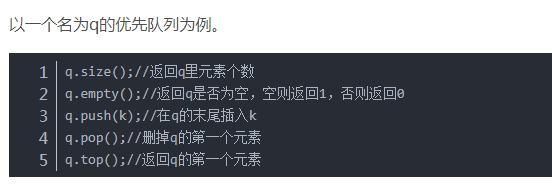 以一个名为q的优先队列为例。
1 q.size();//返回q里元素个数
2 q.empty();//返回q是否为空，空则返回1，否则返回0
3 q.push(k);//在q的末尾插入k
4 q.pop();//删掉q的第一个元素
5 q.top();//返回q的第一个元素